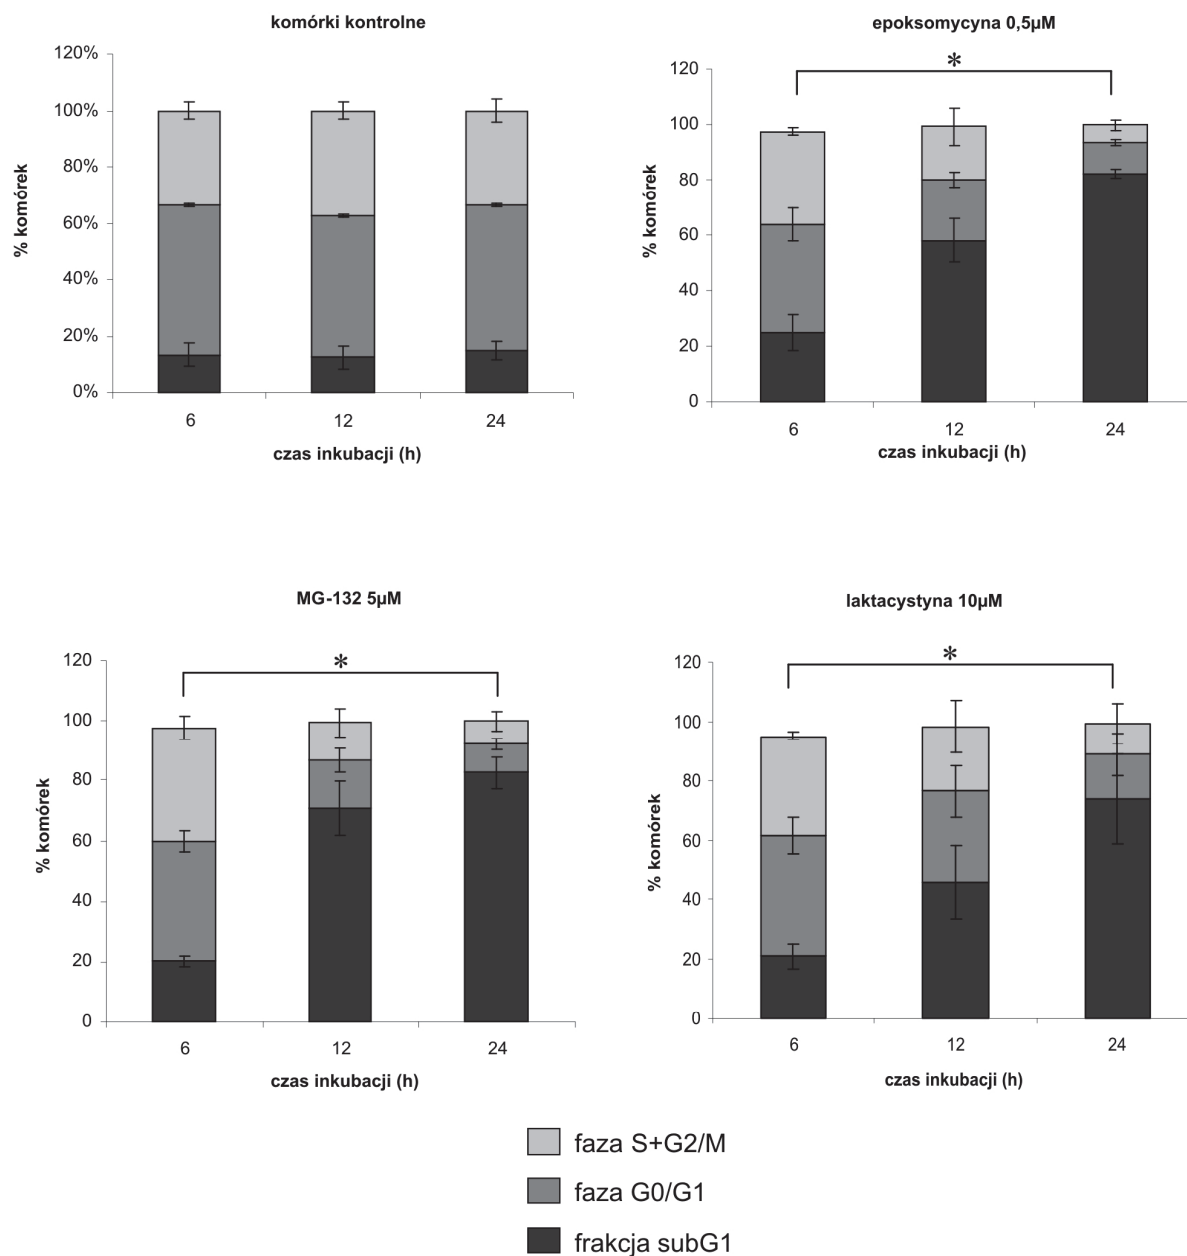 komórki kontrolne
120%
100%
80%
60%
40%
20%
0%
% komórek
6 12 24
czas inkubacji (h)
epoksomycyna 0,5µM
*
120
100
80
60
40
20
0
% komórek
6 12 24
czas inkubacji (h)
MG-132 5µM
*
120
100
80
60
40
20
0
% komórek
6 12 24
czas inkubacji (h)
laktacystyna 10µM
*
120
100
80
60
40
20
0
% komórek
6 12 24
czas inkubacji (h)
faza S+G2/M
faza G0/G1
frakcja subG1